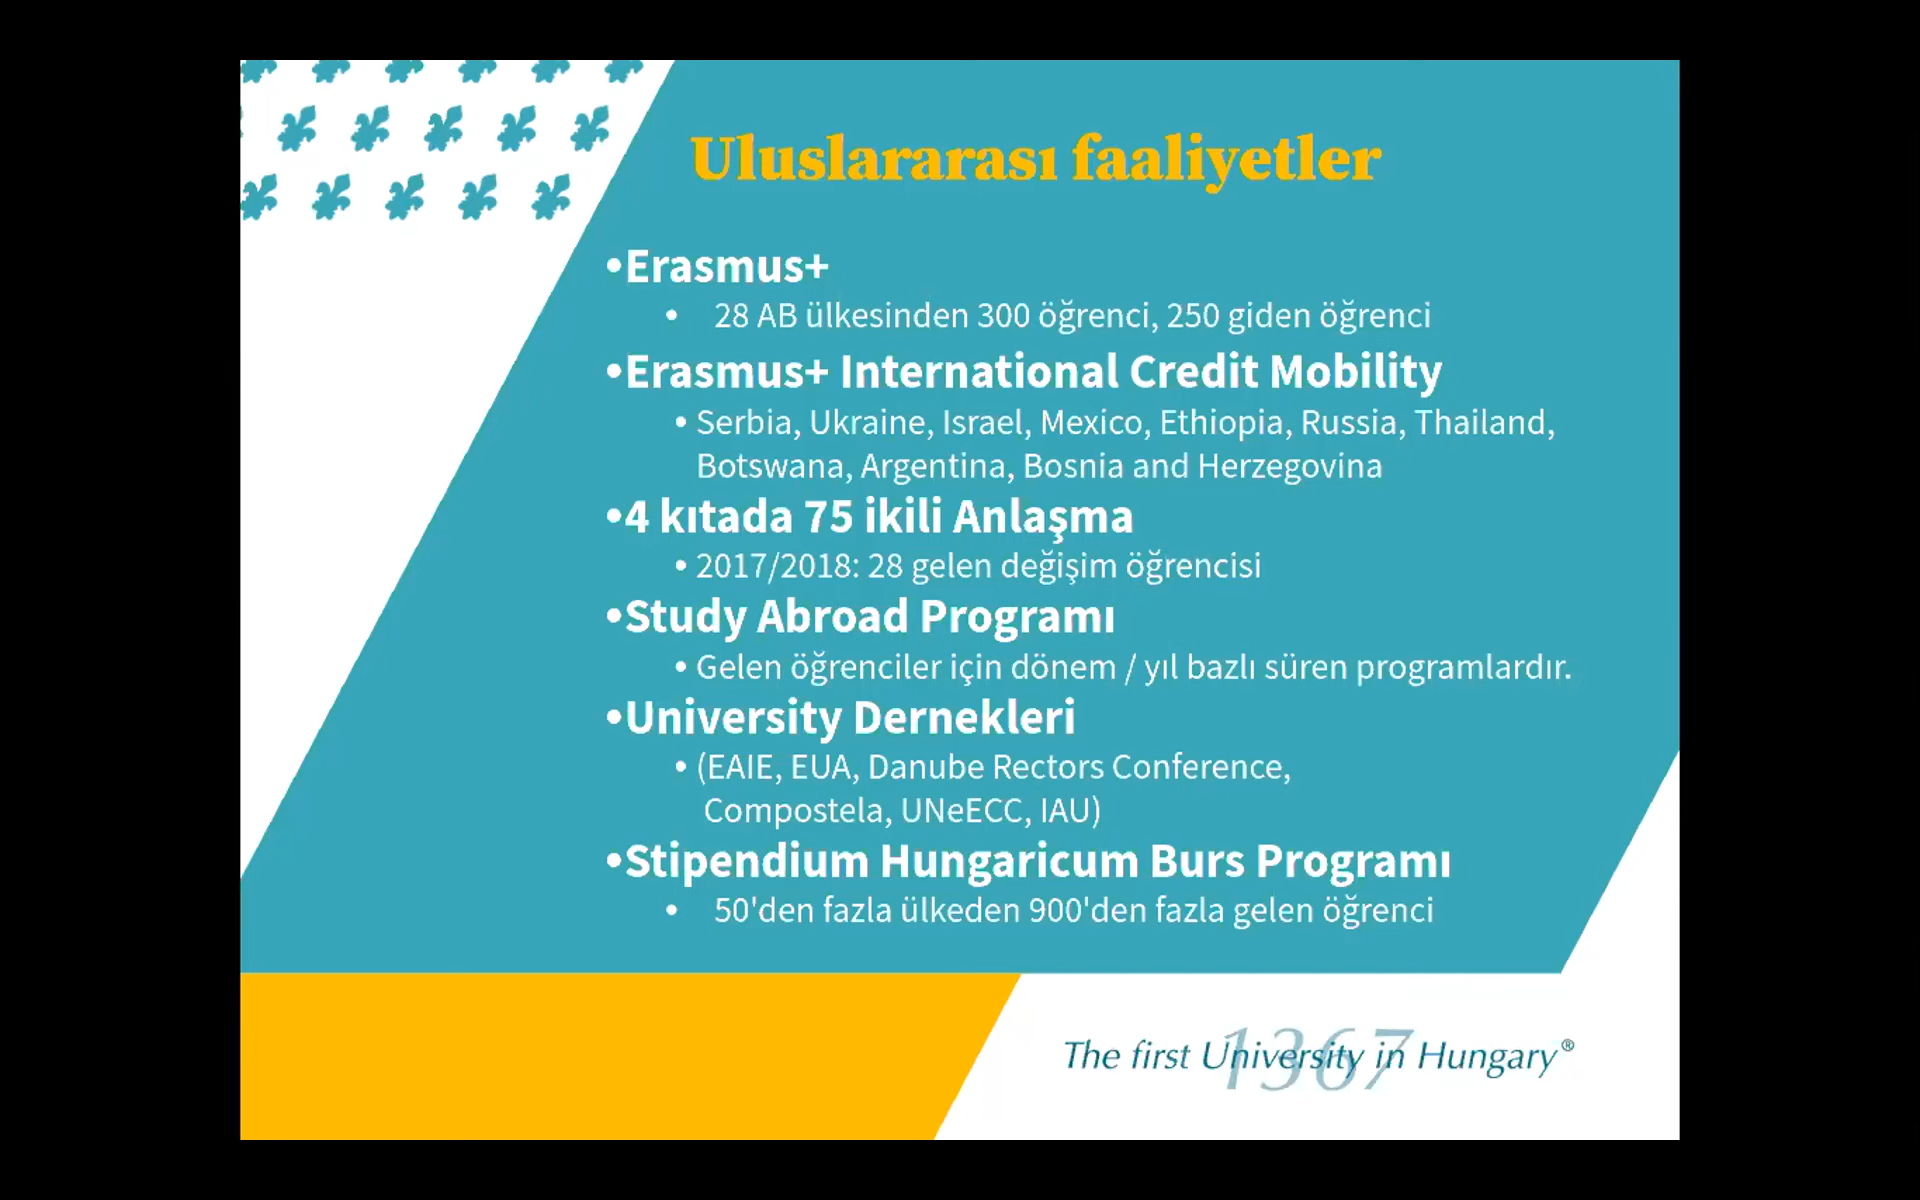 Uluslararası faaliyetler
•Erasmus+
• 28 AB ülkesinden 300 öğrenci, 250 giden öğrenci
•Erasmus+ International Credit Mobility
• Serbia, Ukraine, Israel, Mexico, Ethiopia, Russia, Thailand,
Botswana, Argentina, Bosnia and Herzegovina
•4 kıtada 75 ikili Anlaşma
• 2017/2018: 28 gelen değişim öğrencisi
•Study Abroad Programı
• Gelen öğrenciler için dönem / yıl bazlı süren programlardır.
•University Dernekleri
• (EAIE, EUA, Danube Rectors Conference,
Compostela, UNeECC, IAU)
•Stipendium Hungaricum Burs Programı
• 50'den fazla ülkeden 900'den fazla gelen öğrenci
1367
The first University in Hungary®